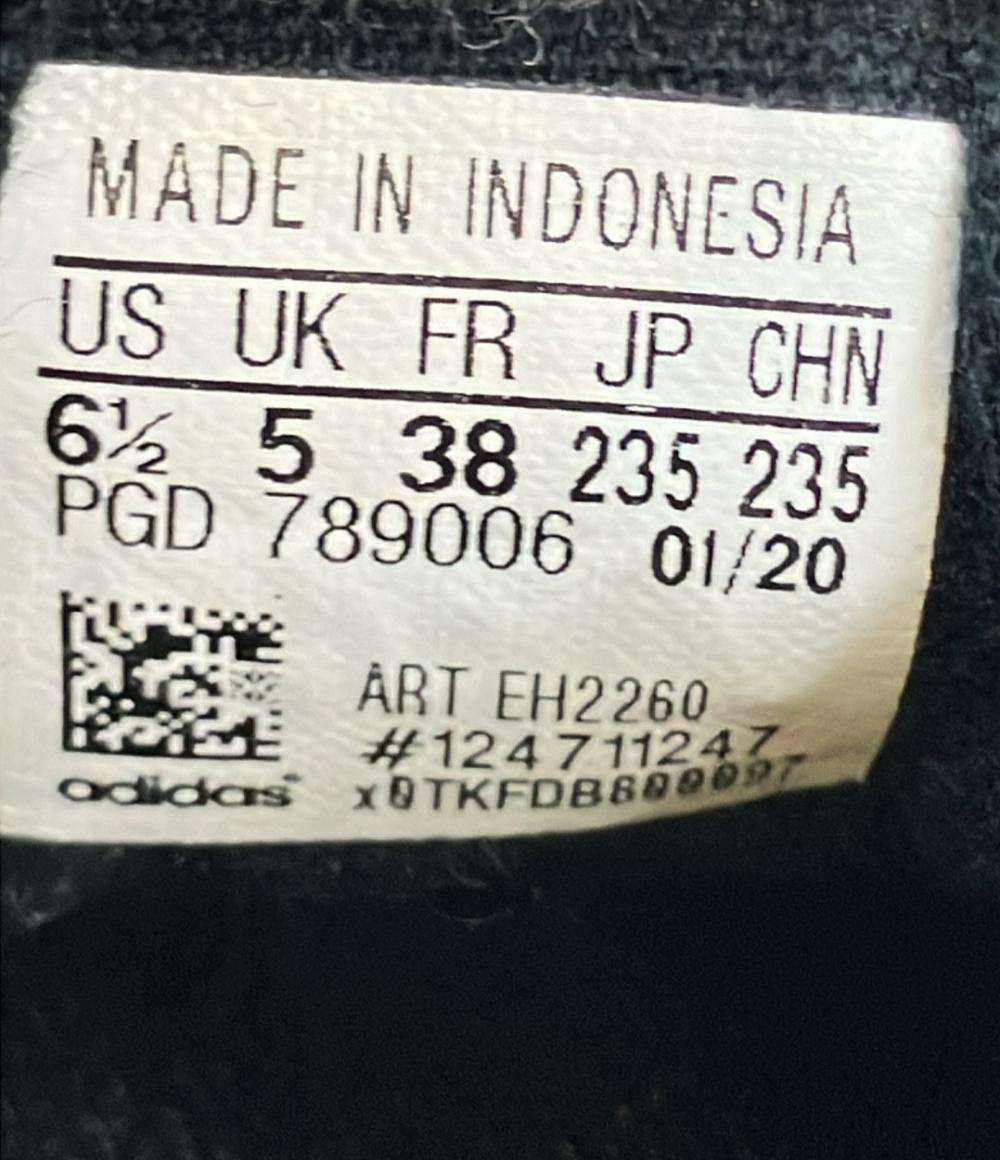 MADE IN INDONESIA
US UK FR JP CHN
6½ 5 38 235 235
PGD 789006 01/20
ART EH2260
#124711247
x0TKFDB800097
adidas